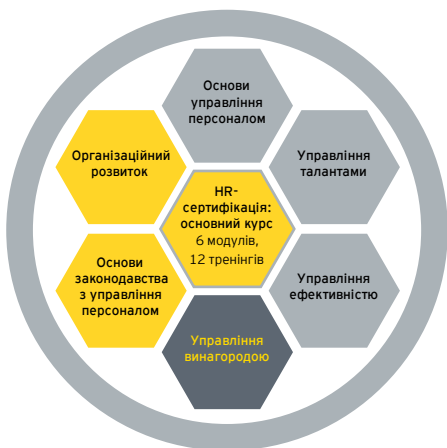 Основи
управління
персоналом
Організаційний
розвиток
Управління
талантами
HR-
сертифікація:
основний курс
6 модулів,
12 тренінгів
Основи
законодавства
з управління
персоналом
Управління
ефективністю
Управління
винагородою